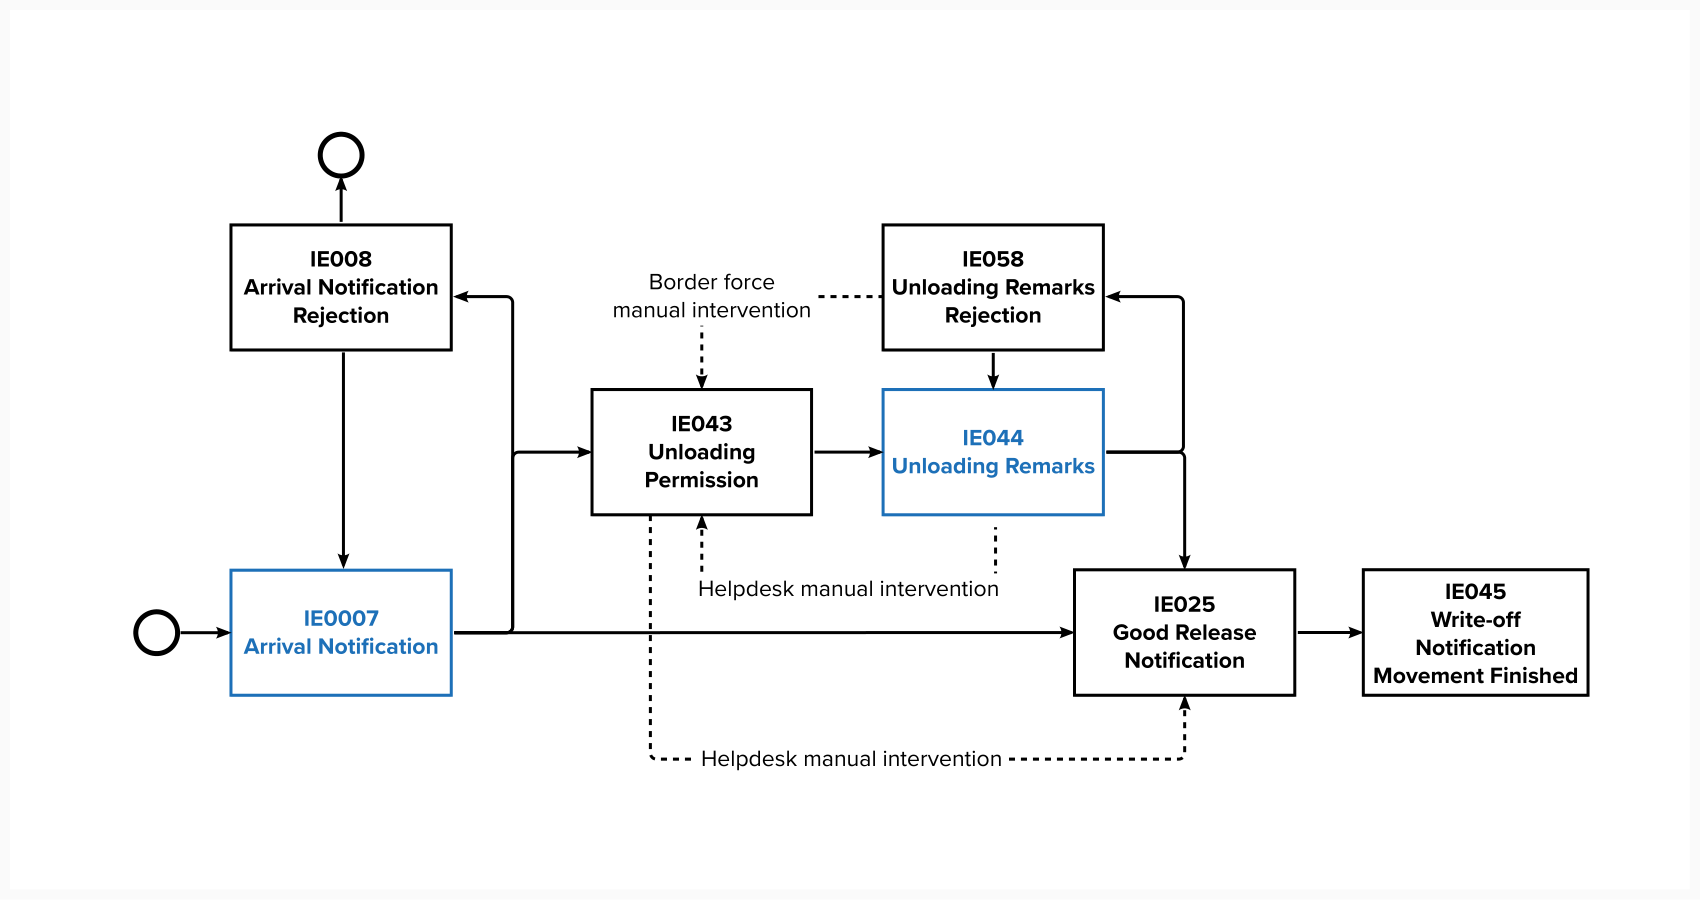 IE008
Arrival Notification
Rejection
Border force
manual intervention
IE058
Unloading Remarks
Rejection
IE043
Unloading
Permission
IE044
Unloading Remarks
Helpdesk manual intervention
IE0007
Arrival Notification
IE025
Good Release
Notification
IE045
Write-off
Notification
Movement Finished
Helpdesk manual intervention